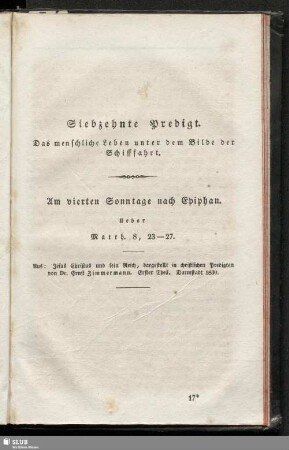 Siebzehnte Predigt.
Das menschliche Leben unter dem Bilde der
Schifffahrt.
Am vierten Sonntage nach Epiphan.
Ueber
Matth. 8, 23—27.
Aus: Jesus Christus und sein Reich, dargestellt in christlichen Predigten
von Dr. Ernst Zimmermann. Erster Theil. Darmstadt 1830.
17*
SLUB